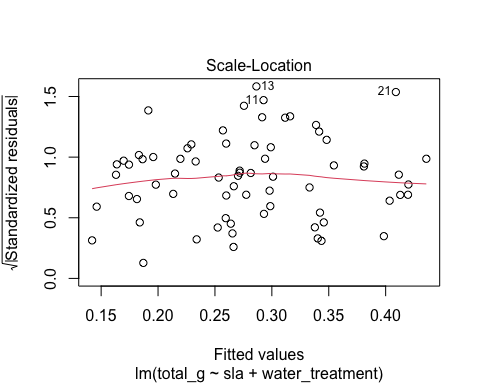 Scale-Location
√|Standardized residuals|
1.5
1.0
0.5
0.0
13
11
21
0.15 0.20 0.25 0.30 0.35 0.40
Fitted values
lm(total_g ~ sla + water_treatment)